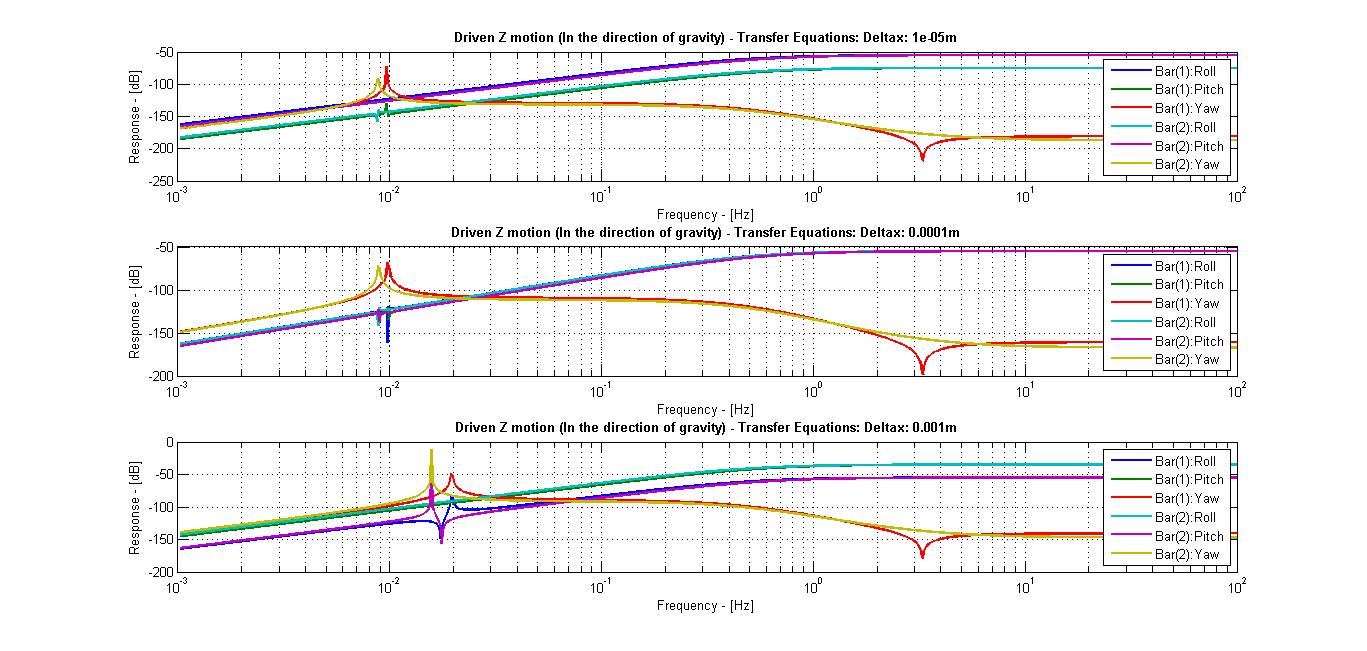 Driven Z motion (In the direction of gravity) - Transfer Equations: Deltax: 1e-05m
-50
-100
-150
-200
-250
Response - [dB]
Bar(1):Roll
Bar(1):Pitch
Bar(1):Yaw
Bar(2):Roll
Bar(2):Pitch
Bar(2):Yaw
10^-3 10^-2 10^-1 10^0 10^1 10^2
Frequency - [Hz]
Driven Z motion (In the direction of gravity) - Transfer Equations: Deltax: 0.0001m
-50
-100
-150
-200
Response - [dB]
Bar(1):Roll
Bar(1):Pitch
Bar(1):Yaw
Bar(2):Roll
Bar(2):Pitch
Bar(2):Yaw
10^-3 10^-2 10^-1 10^0 10^1 10^2
Frequency - [Hz]
Driven Z motion (In the direction of gravity) - Transfer Equations: Deltax: 0.001m
0
-50
-100
-150
-200
Response - [dB]
Bar(1):Roll
Bar(1):Pitch
Bar(1):Yaw
Bar(2):Roll
Bar(2):Pitch
Bar(2):Yaw
10^-3 10^-2 10^-1 10^0 10^1 10^2
Frequency - [Hz]